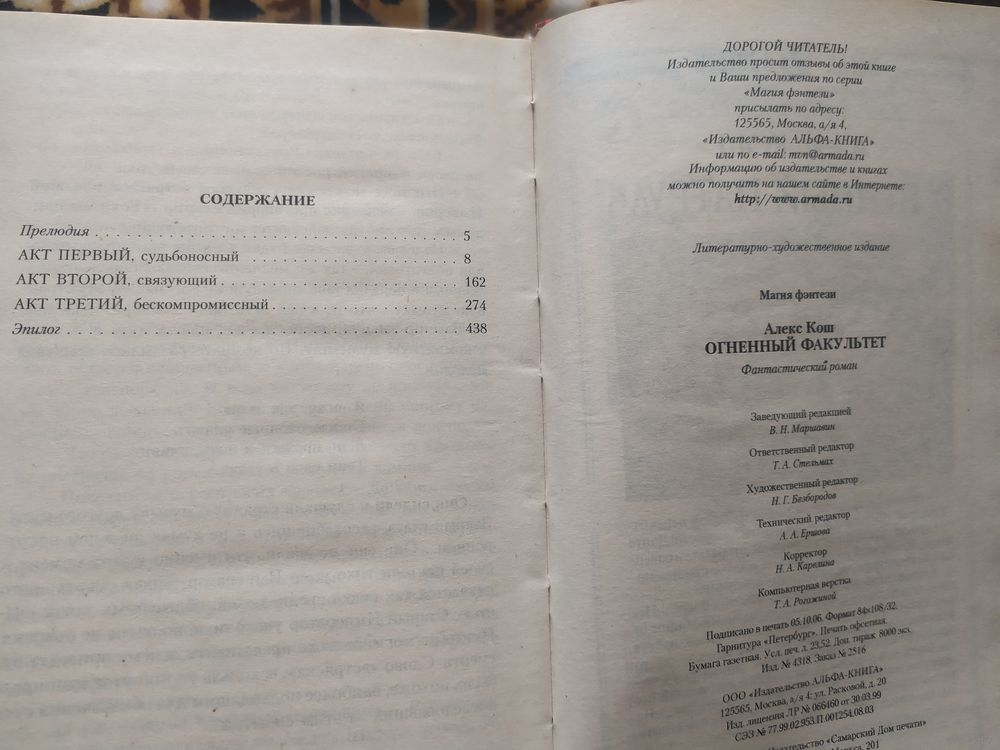 СОДЕРЖАНИЕ
Прелюдия . . . . . . . . . . . . . . . . . . . . . . . . . . . . . . . . . . . . 5
АКТ ПЕРВЫЙ, судьбоносный . . . . . . . . . . . . . . . . . . . . . 8
АКТ ВТОРОЙ, связующий . . . . . . . . . . . . . . . . . . . . . . . 162
АКТ ТРЕТИЙ, бескомпромиссный . . . . . . . . . . . . . . . . . . 274
Эпилог . . . . . . . . . . . . . . . . . . . . . . . . . . . . . . . . . . . . . . 438
ДОРОГОЙ ЧИТАТЕЛЬ!
Издательство просит отзывы об этой книге
и Ваши предложения по серии
«Магия фэнтези»
присылать по адресу:
125565, Москва, а/я 4,
«Издательство АЛЬФА-КНИГА»
или по e-mail: mvn@armada.ru
Информацию об издательстве и книгах
можно получить на нашем сайте в Интернете:
http://www.armada.ru
Литературно-художественное издание
Магия фэнтези
Алекс Кош
ОГНЕННЫЙ ФАКУЛЬТЕТ
Фантастический роман
Заведующий редакцией
В. Н. Маршавин
Ответственный редактор
Т. А. Стельмах
Художественный редактор
Н. Г. Безбородов
Технический редактор
А. А. Ершова
Корректор
Н. А. Карелина
Компьютерная верстка
Т. А. Рогожиной
Подписано в печать 05.10.06. Формат 84x108/32.
Гарнитура «Петербург». Печать офсетная.
Бумага газетная. Усл. печ. л. 23,52. Доп. тираж 8000 экз.
Изд. № 4318. Заказ № 2516
ООО «Издательство АЛЬФА-КНИГА»
125565, Москва, а/я 4; ул. Расковой, д. 20
Изд. лицензия ЛР № 066460 от 30.03.99
СЭЗ № 77.99.02.953.П.001254.08.03
«Самарский Дом печати»
201